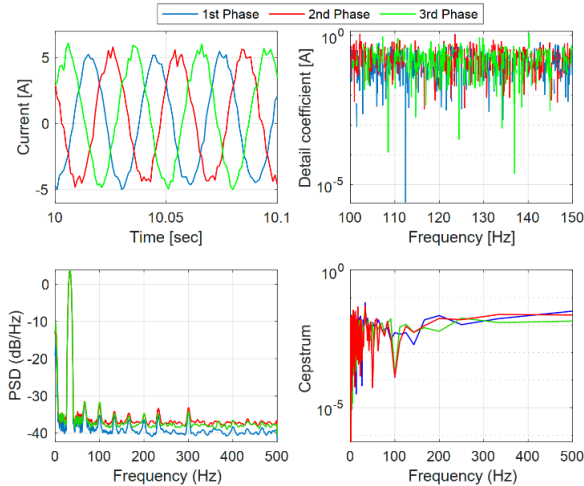 1st Phase 2nd Phase 3rd Phase
5
0
-5
Current [A]
10 10.05 10.1
Time [sec]
10^0
10^-5
Detail coefficient [A]
100 110 120 130 140 150
Frequency [Hz]
0
-10
-20
-30
-40
PSD (dB/Hz)
0 100 200 300 400 500
Frequency (Hz)
10^0
10^-5
Cepstrum
0 100 200 300 400 500
Frequency (Hz)